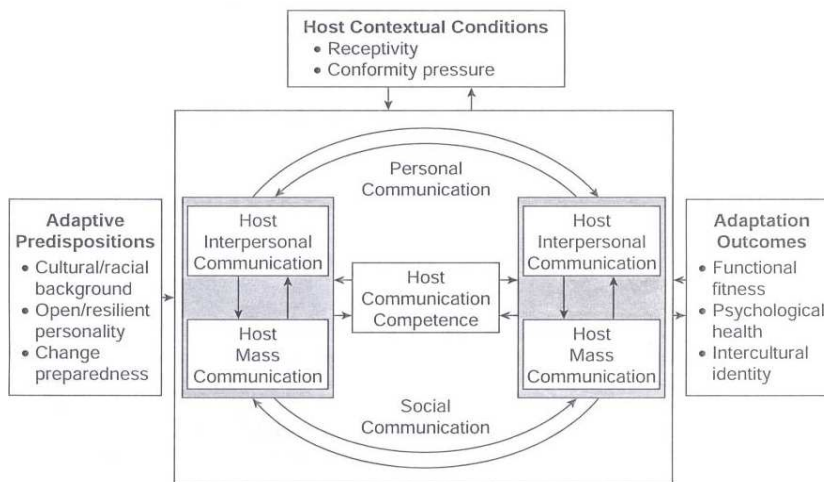 Host Contextual Conditions
• Receptivity
• Conformity pressure
Personal
Communication
Adaptive
Predispositions
• Cultural/racial
background
• Open/resilient
personality
• Change
preparedness
Host
Interpersonal
Communication
Host
Mass
Communication
Host
Communication
Competence
Host
Interpersonal
Communication
Host
Mass
Communication
Adaptation
Outcomes
• Functional
fitness
• Psychological
health
• Intercultural
identity
Social
Communication